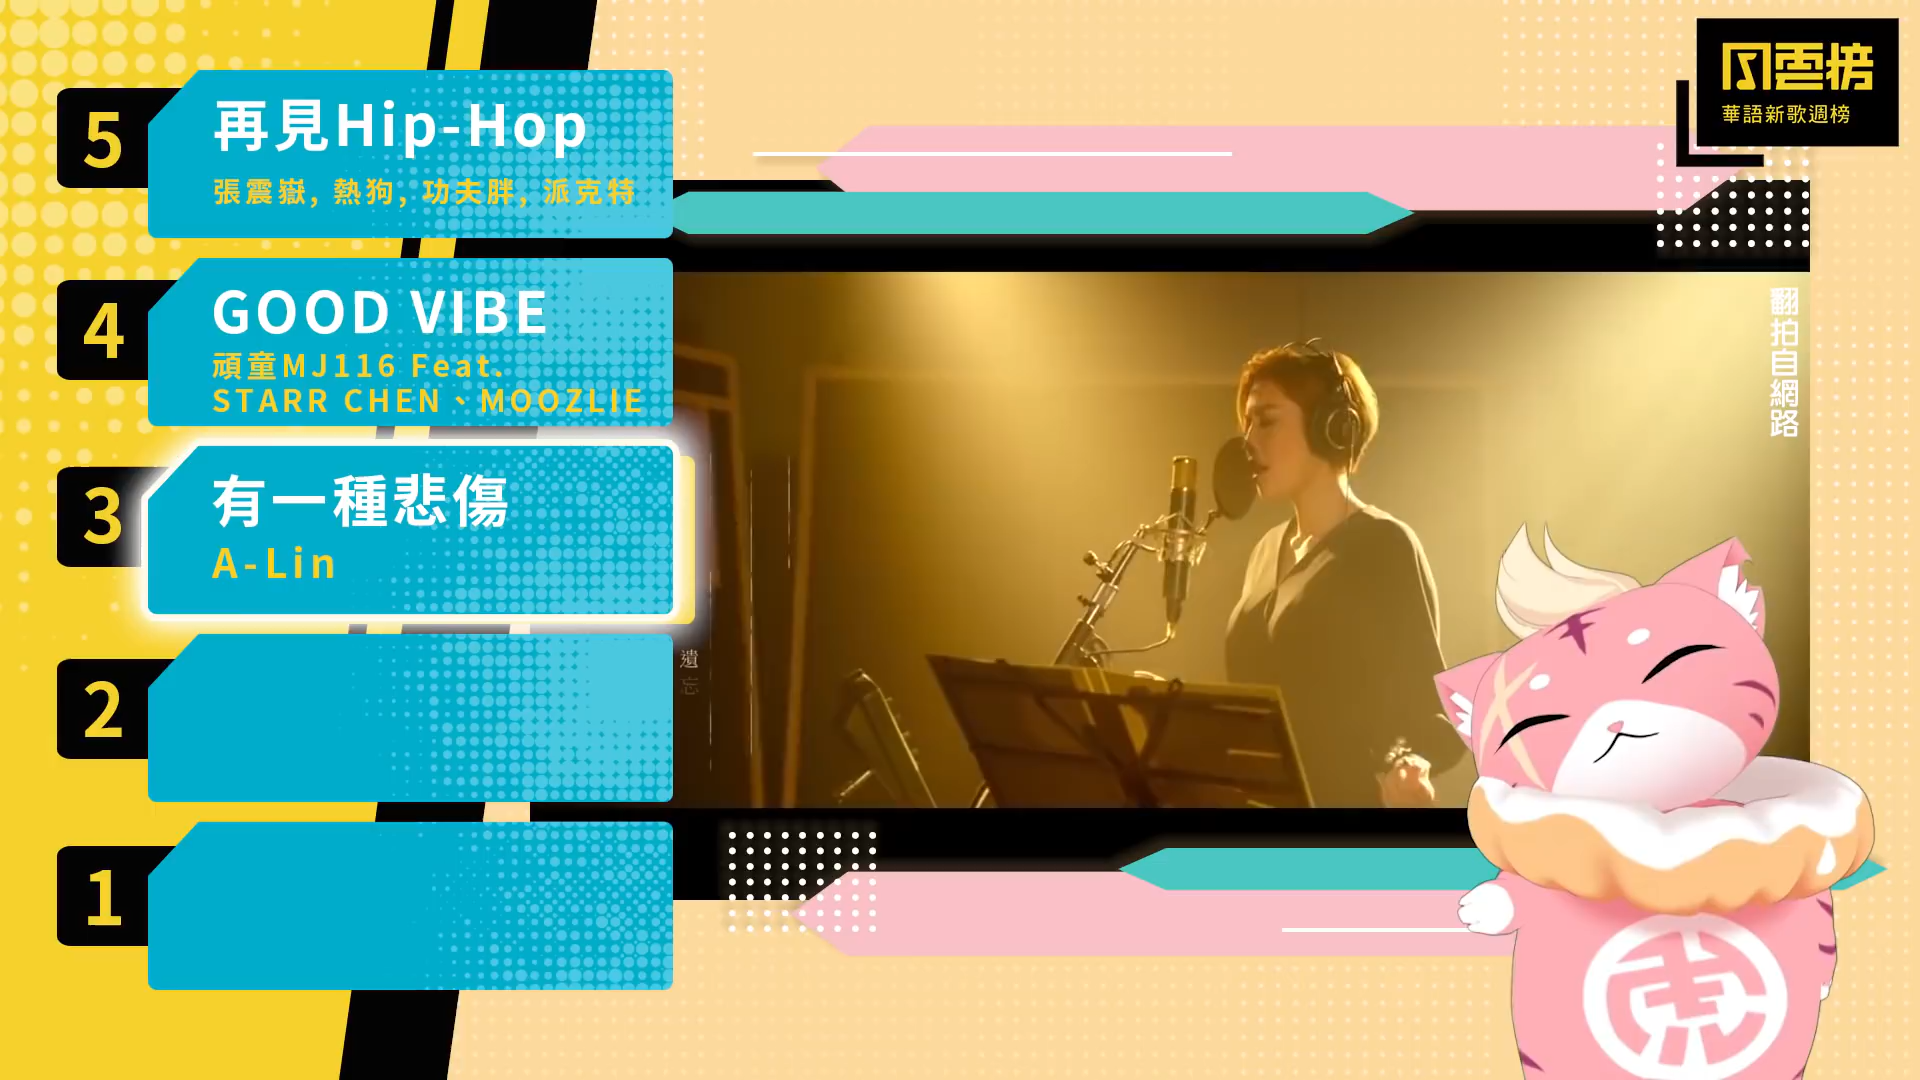 5
再見Hip-Hop
張震嶽, 熱狗, 功夫胖, 派克特
4
GOOD VIBE
頑童MJ116 Feat.
STARR CHEN、MOOZLIE
3
有一種悲傷
A-Lin
2
1
風雲榜
華語新歌週榜
翻拍自網路
遺忘
虎